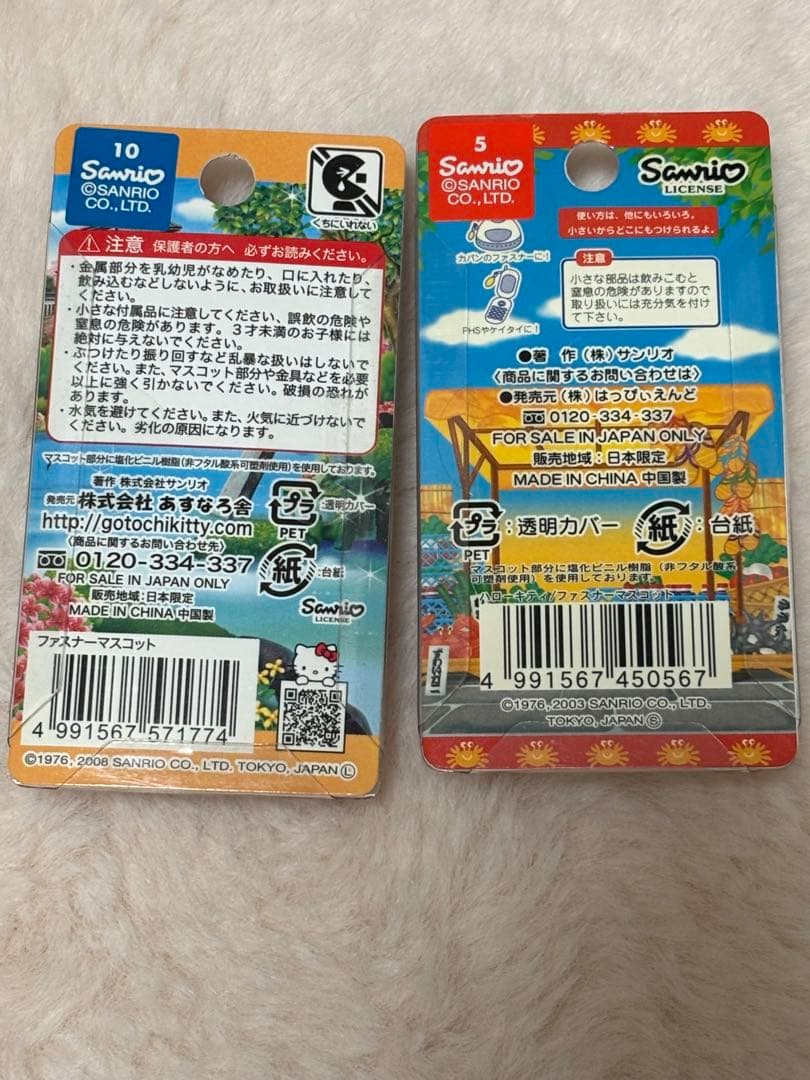 10
Sanrio
©SANRIO
CO.,LTD.
くちにいれない
注意 保護者の方へ 必ずお読みください。
・金属部分を乳幼児がなめたり、口に入れたり、
飲み込むなどしないように、お取扱いに注意して
ください。
・小さな付属品に注意してください、誤飲の危険や
窒息の危険があります。3才未満のお子様には
絶対に与えないでください。
・ぶつけたり振り回すなど乱暴な扱いはしないで
ください。また、マスコット部分や金具などを必要
以上に強く引かないでください。破損の恐れが
あります。
・水気を避けてください。また、火気に近づけないで
ください。劣化の原因になります。
マスコット部分に塩化ビニル樹脂(非フタル酸系可塑剤使用)を使用しております。
著作 株式会社サンリオ
発売元 株式会社 あすなろ舎
http://gotochikitty.com
〈商品に関するお問い合わせ先〉
0120-334-337
FOR SALE IN JAPAN ONLY
販売地域:日本限定
MADE IN CHINA 中国製
プラ
:透明カバー
PET
紙
:台紙
Sanrio
LICENSE
ファスナーマスコット
4 991567 571774
©1976, 2008 SANRIO CO., LTD. TOKYO, JAPAN Ⓛ
5
Sanrio
©SANRIO
CO., LTD.
Sanrio
LICENSE
使い方は、他にもいろいろ。
小さいからどこにもつけられるよ。
カバンのファスナーに!
PHSやケイタイに!
注意
小さな部品は飲みこむと
窒息の危険がありますので
取り扱いには充分気を付け
て下さい。
●著 作(株)サンリオ
〈商品に関するお問い合わせは〉
●発売元(株)はっぴぃえんど
0120-334-337
FOR SALE IN JAPAN ONLY
販売地域:日本限定
MADE IN CHINA 中国製
プラ
:透明カバー
PET
紙
:台紙
マスコット部分に塩化ビニル樹脂(非フタル酸系
可塑剤使用)を使用しております。
ハローキティ/ファスナーマスコット
4 991567 450567
©1976, 2003 SANRIO CO., LTD.
TOKYO, JAPAN Ⓢ